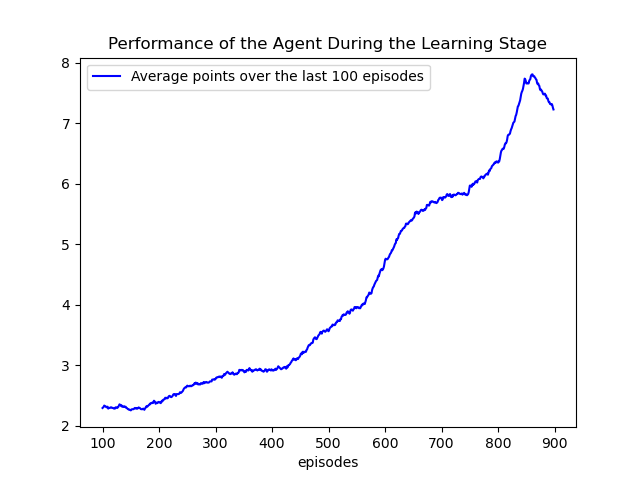 Performance of the Agent During the Learning Stage
Average points over the last 100 episodes
8
7
6
5
4
3
2
100 200 300 400 500 600 700 800 900
episodes